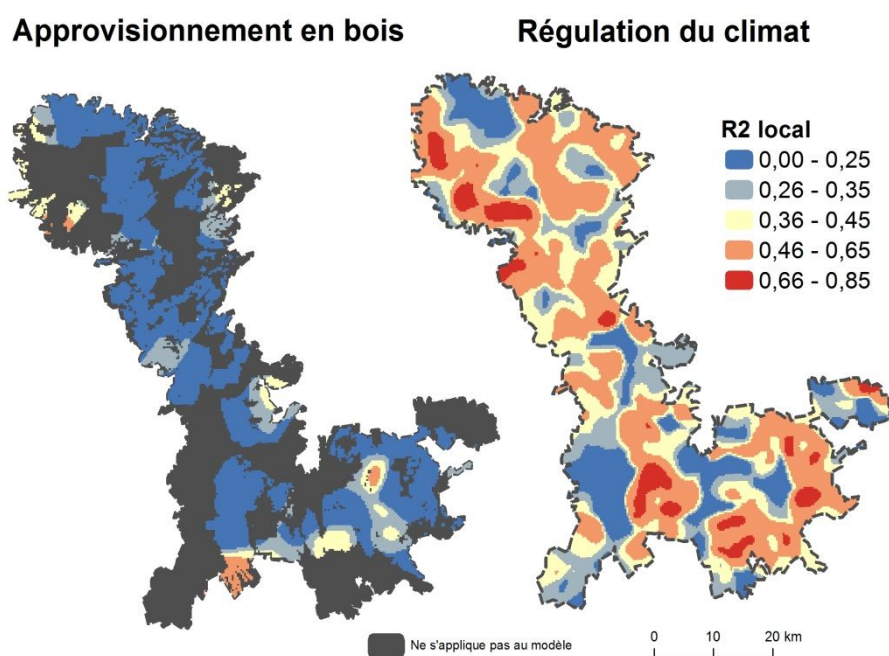 Approvisionnement en bois
Régulation du climat
R2 local
0,00 - 0,25
0,26 - 0,35
0,36 - 0,45
0,46 - 0,65
0,66 - 0,85
Ne s'applique pas au modèle
0 10 20 km